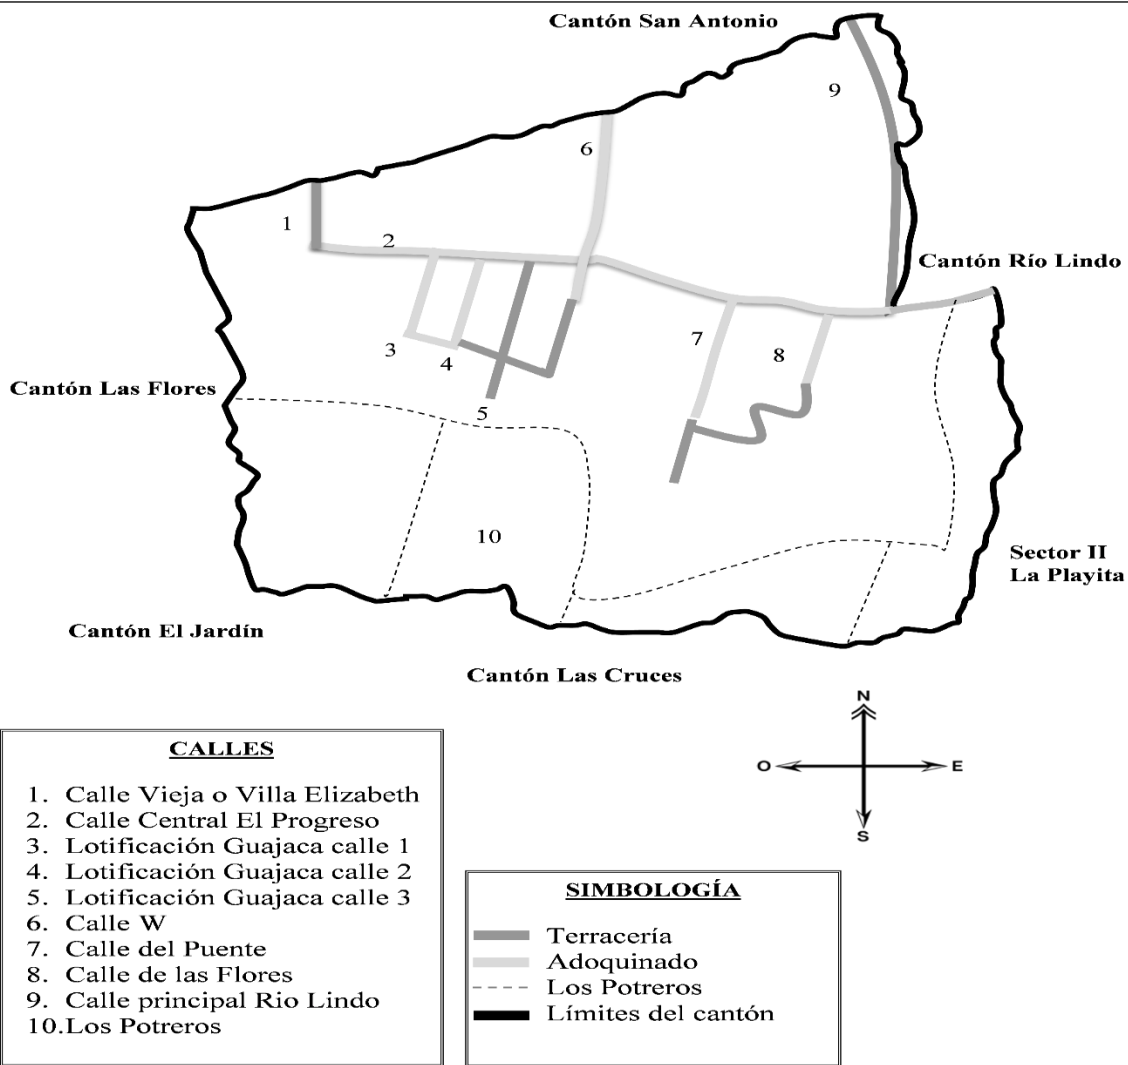 Cantón San Antonio
9
6
1
2
Cantón Río Lindo
3
4
7
8
Cantón Las Flores
5
10
Sector II
La Playita
Cantón El Jardín
Cantón Las Cruces
N
O
E
S
CALLES
1. Calle Vieja o Villa Elizabeth
2. Calle Central El Progreso
3. Lotificación Guajaca calle 1
4. Lotificación Guajaca calle 2
5. Lotificación Guajaca calle 3
6. Calle W
7. Calle del Puente
8. Calle de las Flores
9. Calle principal Rio Lindo
10.Los Potreros
SIMBOLOGÍA
Terracería
Adoquinado
Los Potreros
Límites del cantón